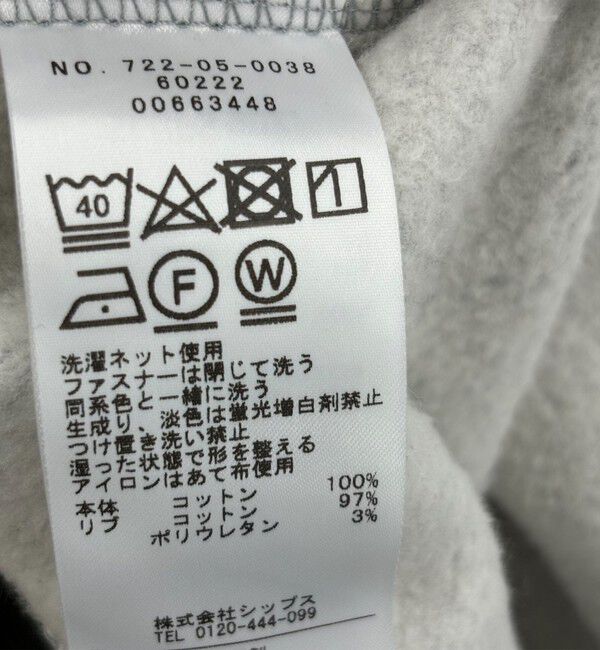 NO. 722-05-0038
60222
00663448
40
F W
洗濯ネット使用
ファスナーは閉じて洗う
同系色と一緒に洗う
生成り、淡色は蛍光増白剤禁止
つけ置き洗い禁止
湿った状態で形を整える
アイロンはあて布使用
本体 コットン 100%
リブ コットン 97%
ポリウレタン 3%
株式会社シップス
TEL 0120-444-099